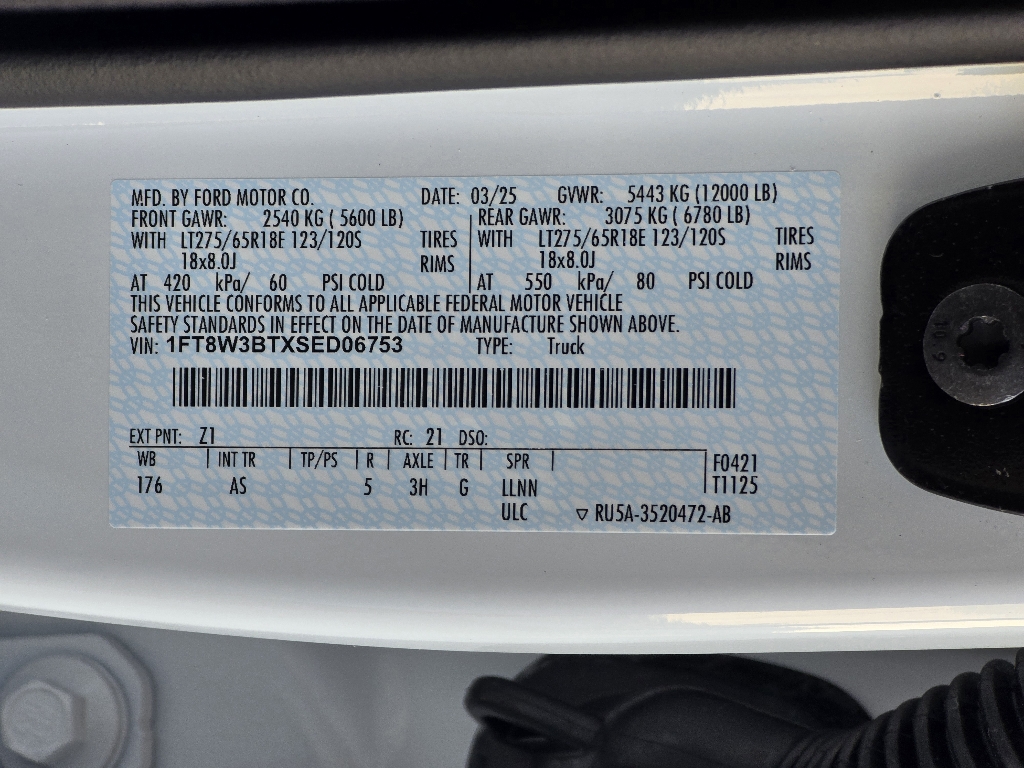 MFD. BY FORD MOTOR CO. DATE: 03/25 GVWR: 5443 KG (12000 LB)
FRONT GAWR: 2540 KG ( 5600 LB) REAR GAWR: 3075 KG ( 6780 LB)
WITH LT275/65R18E 123/120S TIRES WITH LT275/65R18E 123/120S TIRES
18x8.0J RIMS 18x8.0J RIMS
AT 420 kPa/ 60 PSI COLD AT 550 kPa/ 80 PSI COLD
THIS VEHICLE CONFORMS TO ALL APPLICABLE FEDERAL MOTOR VEHICLE
SAFETY STANDARDS IN EFFECT ON THE DATE OF MANUFACTURE SHOWN ABOVE.
VIN: 1FT8W3BTXSED06753 TYPE: Truck
EXT PNT: Z1 RC: 21 DSO:
WB INT TR TP/PS R AXLE TR SPR F0421
176 AS 5 3H G LLNN T1125
ULC ▽ RU5A-3520472-AB
10.9